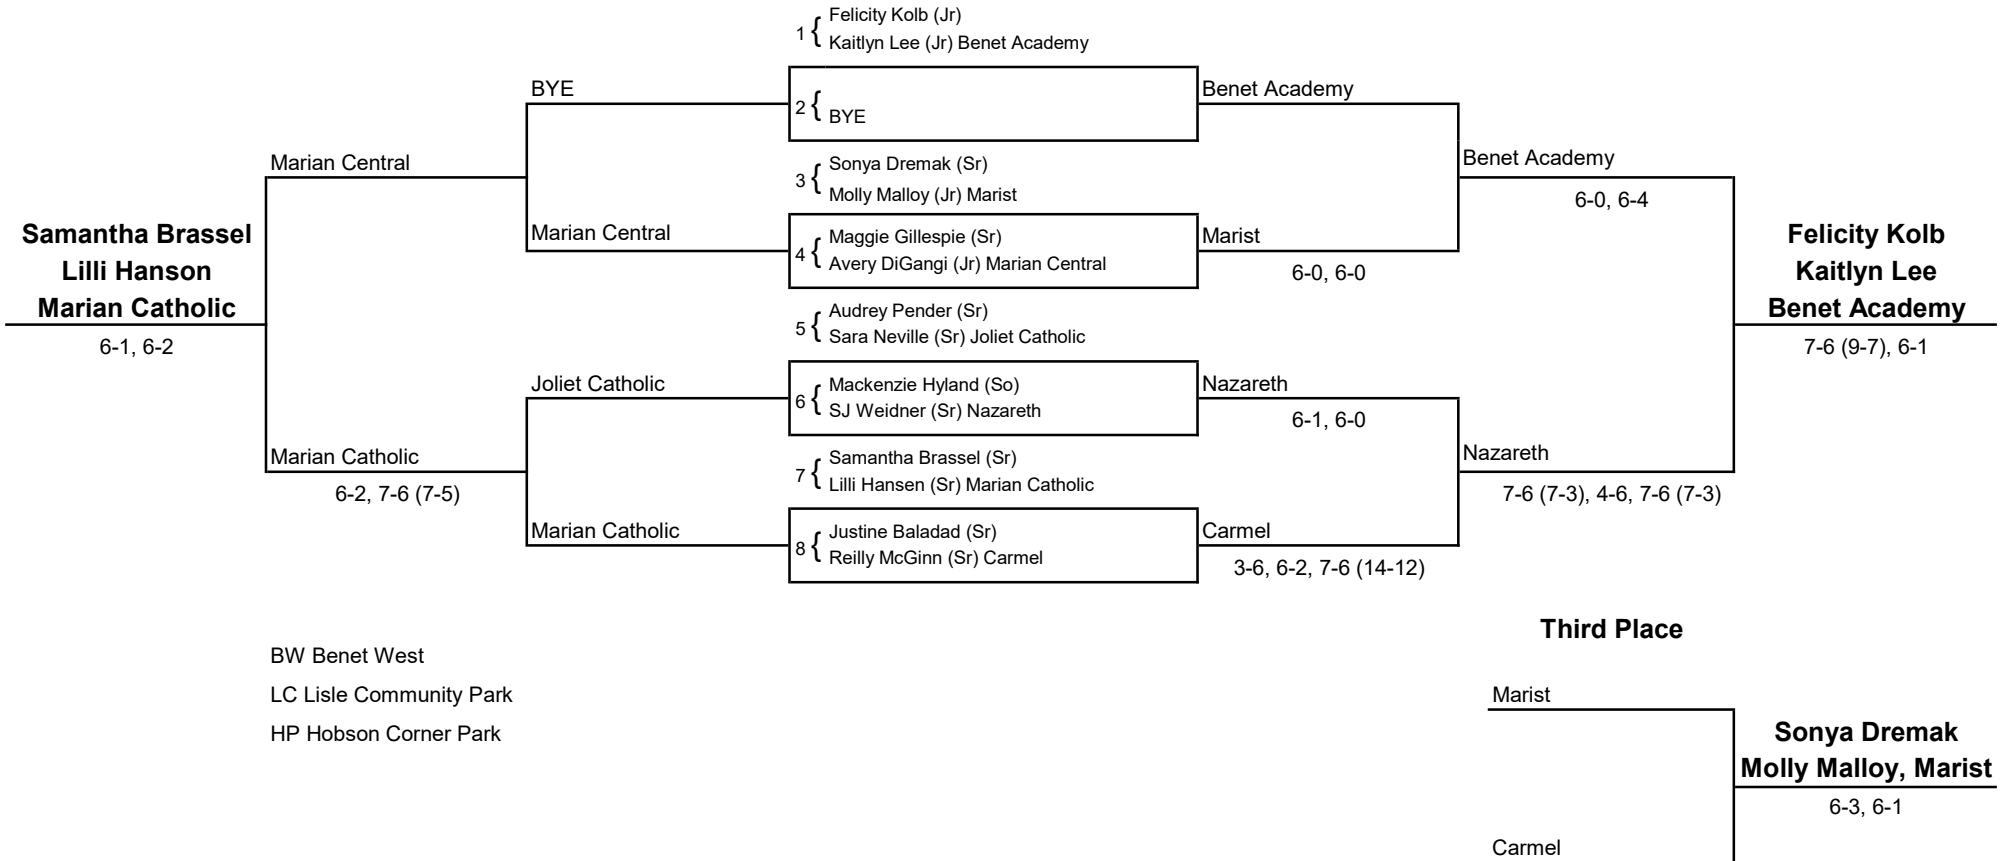 1 { Felicity Kolb (Jr)
Kaitlyn Lee (Jr) Benet Academy
BYE
2 { BYE
Benet Academy
Marian Central
3 { Sonya Dremak (Sr)
Molly Malloy (Jr) Marist
Benet Academy
6-0, 6-4
Samantha Brassel
Lilli Hanson
Marian Catholic
6-1, 6-2
Marian Central
4 { Maggie Gillespie (Sr)
Avery DiGangi (Jr) Marian Central
Marist
6-0, 6-0
Felicity Kolb
Kaitlyn Lee
Benet Academy
7-6 (9-7), 6-1
5 { Audrey Pender (Sr)
Sara Neville (Sr) Joliet Catholic
Joliet Catholic
6 { Mackenzie Hyland (So)
SJ Weidner (Sr) Nazareth
Nazareth
6-1, 6-0
Marian Catholic
6-2, 7-6 (7-5)
7 { Samantha Brassel (Sr)
Lilli Hansen (Sr) Marian Catholic
Nazareth
7-6 (7-3), 4-6, 7-6 (7-3)
Marian Catholic
8 { Justine Baladad (Sr)
Reilly McGinn (Sr) Carmel
Carmel
3-6, 6-2, 7-6 (14-12)
Third Place
BW Benet West
LC Lisle Community Park
HP Hobson Corner Park
Marist
Sonya Dremak
Molly Malloy, Marist
6-3, 6-1
Carmel